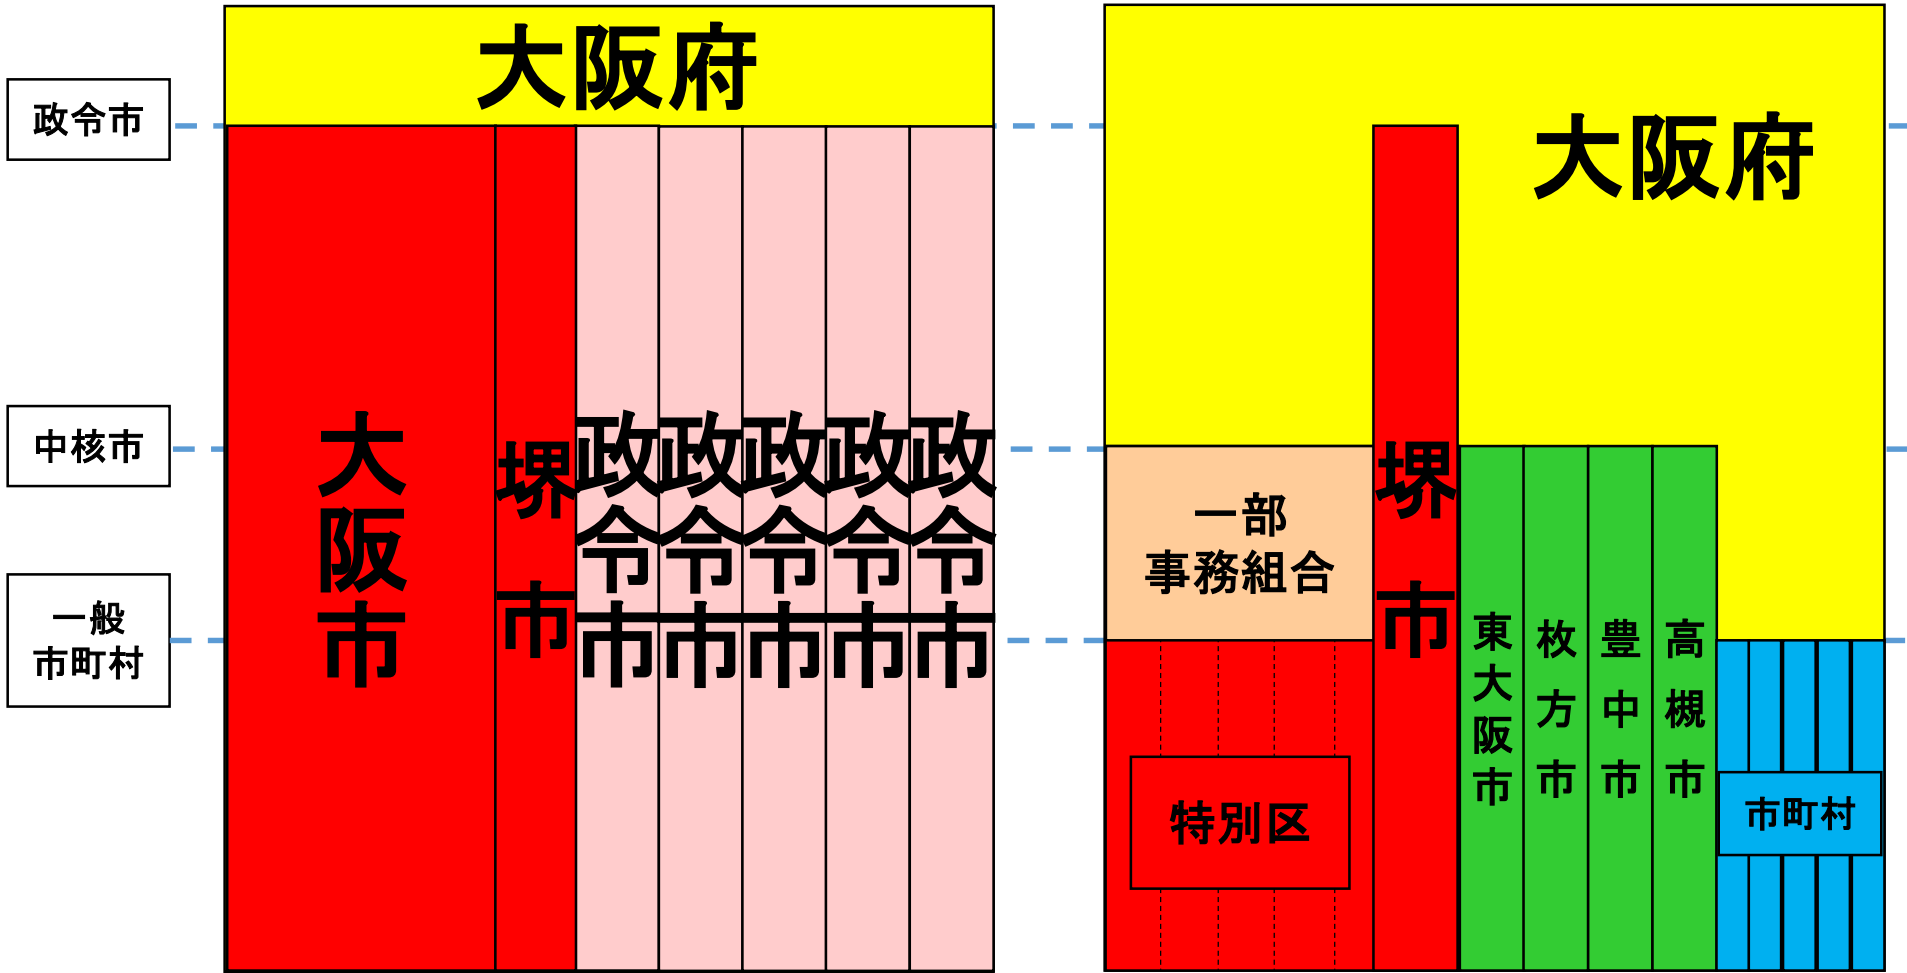 政令市
中核市
一般
市町村
大阪府
大阪市
堺市
政令市
政令市
政令市
政令市
政令市
大阪府
一部
事務組合
特別区
堺市
東大阪市
枚方市
豊中市
高槻市
市町村